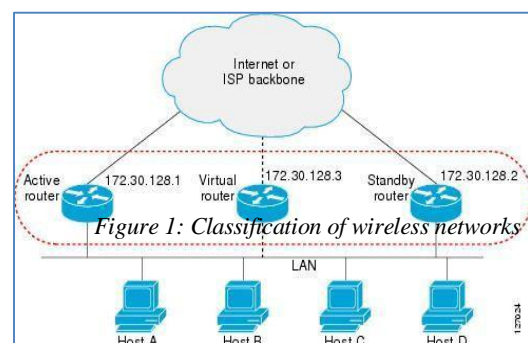 Internet or
ISP backbone
Active
router
172.30.128.1
Virtual
router
172.30.128.3
Standby
router
172.30.128.2
Figure 1: Classification of wireless networks
LAN
Host A
Host B
Host C
Host D
127024